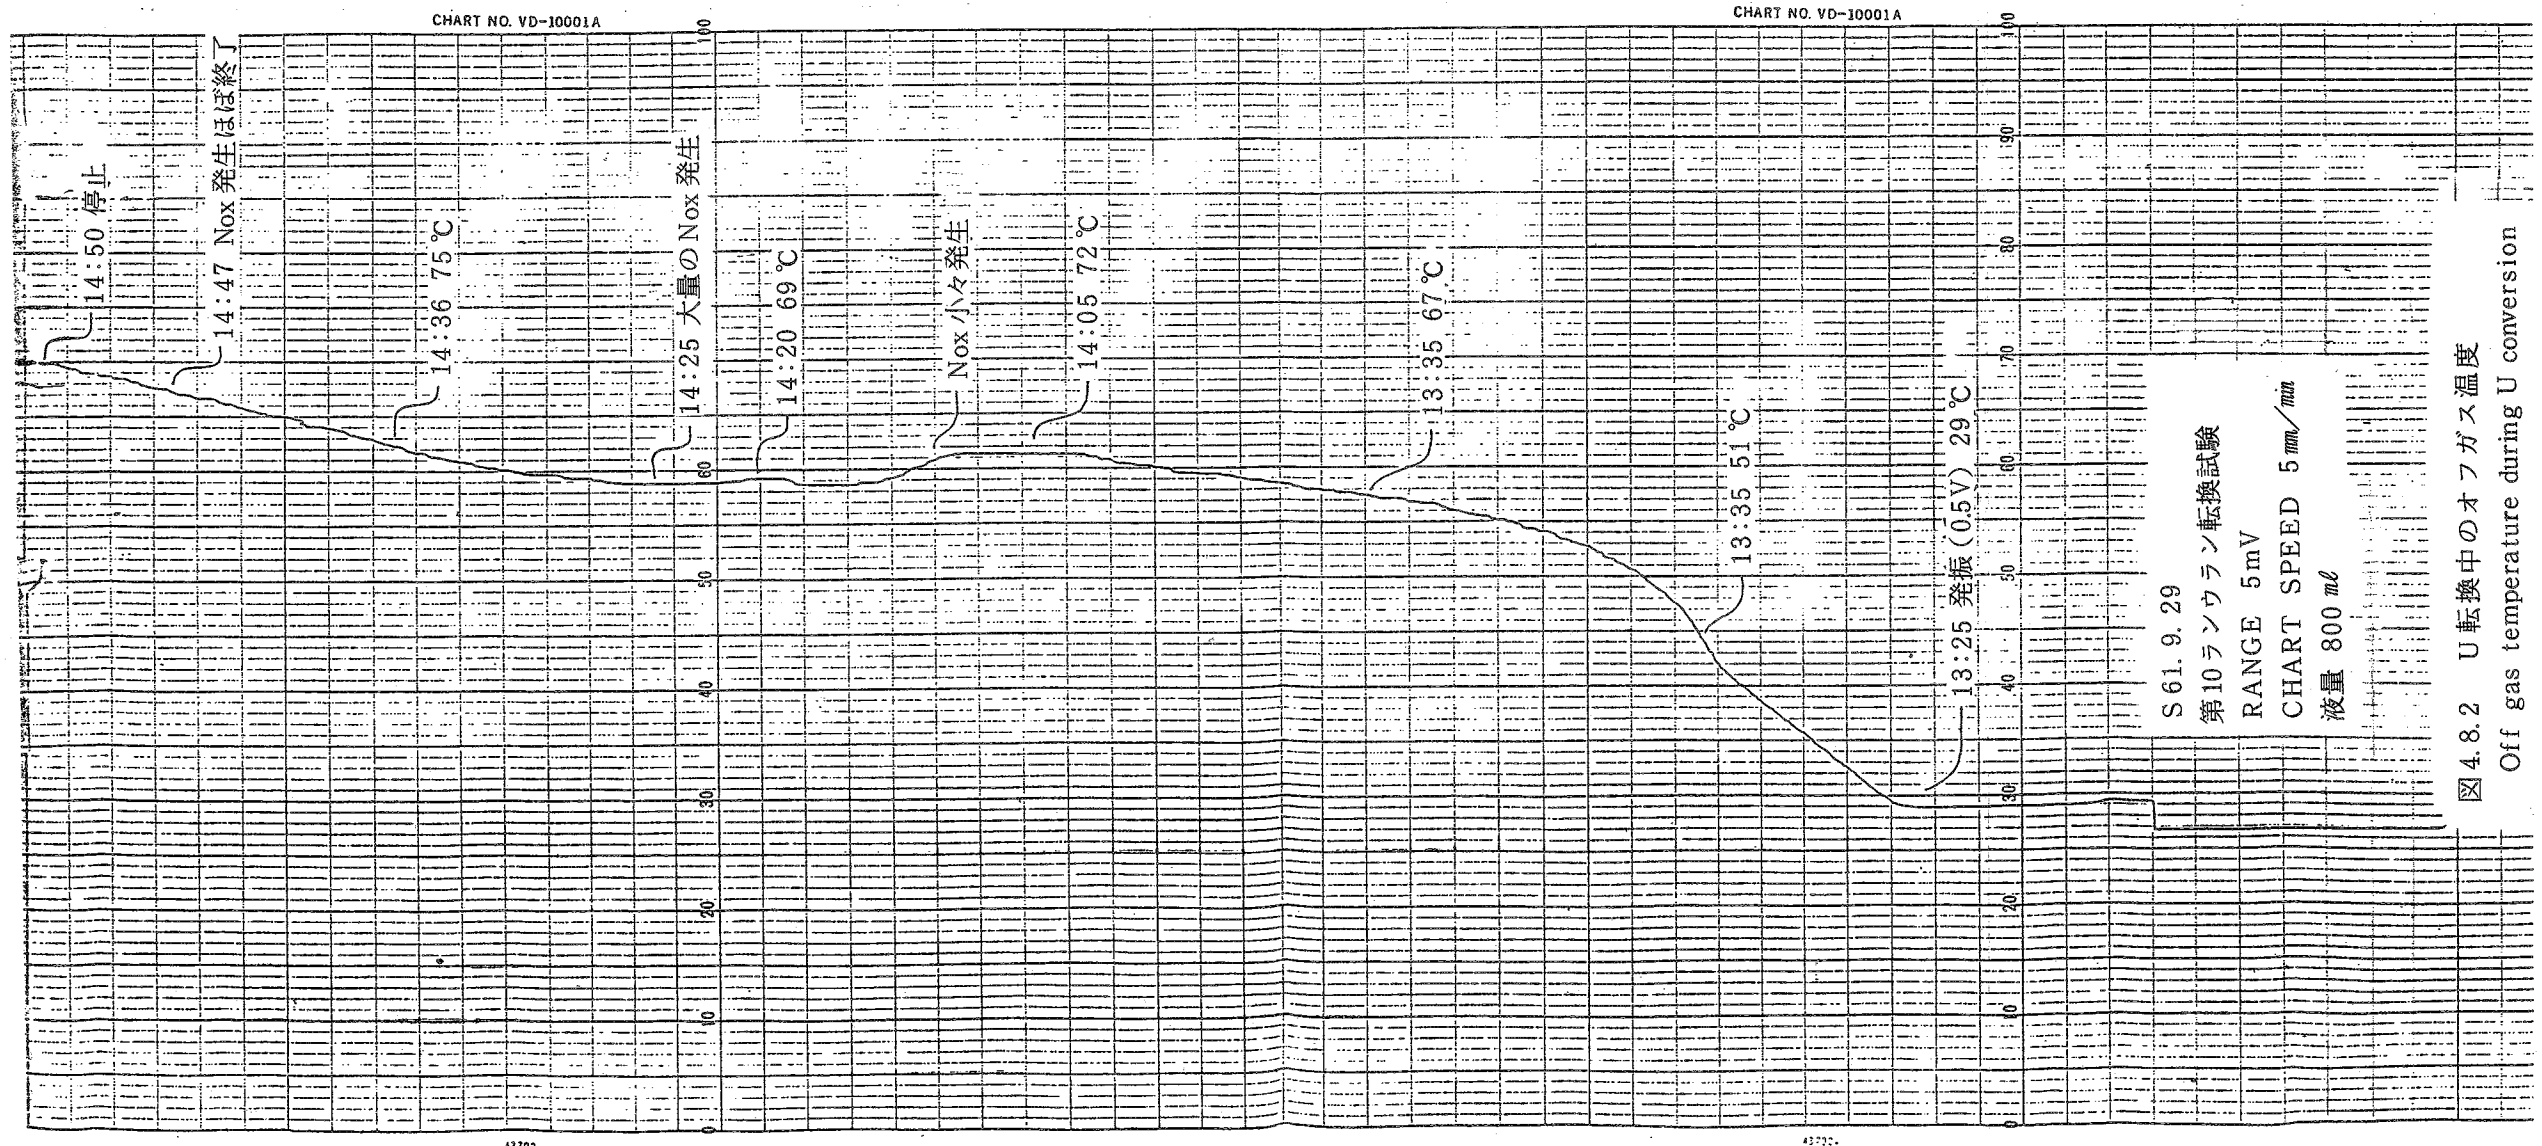 CHART NO. VD-10001A
CHART NO. VD-10001A
14:50 停止
14:47 Nox 発生ほぼ終了
14:36 75℃
14:25 大量のNox 発生
14:20 69℃
Nox 小々発生
14:05 72℃
13:35 67℃
13:35 51℃
13:25 発振 (0.5V) 29℃
100
60
50
40
30
20
10
0
100
90
80
70
60
50
40
30
20
10
0
S 61. 9. 29
第10ランウラン転換試験
RANGE 5mV
CHART SPEED 5㎜/min
液量 800 ㎖
図 4.8.2 U 転換中のオフガス温度
Off gas temperature during U conversion